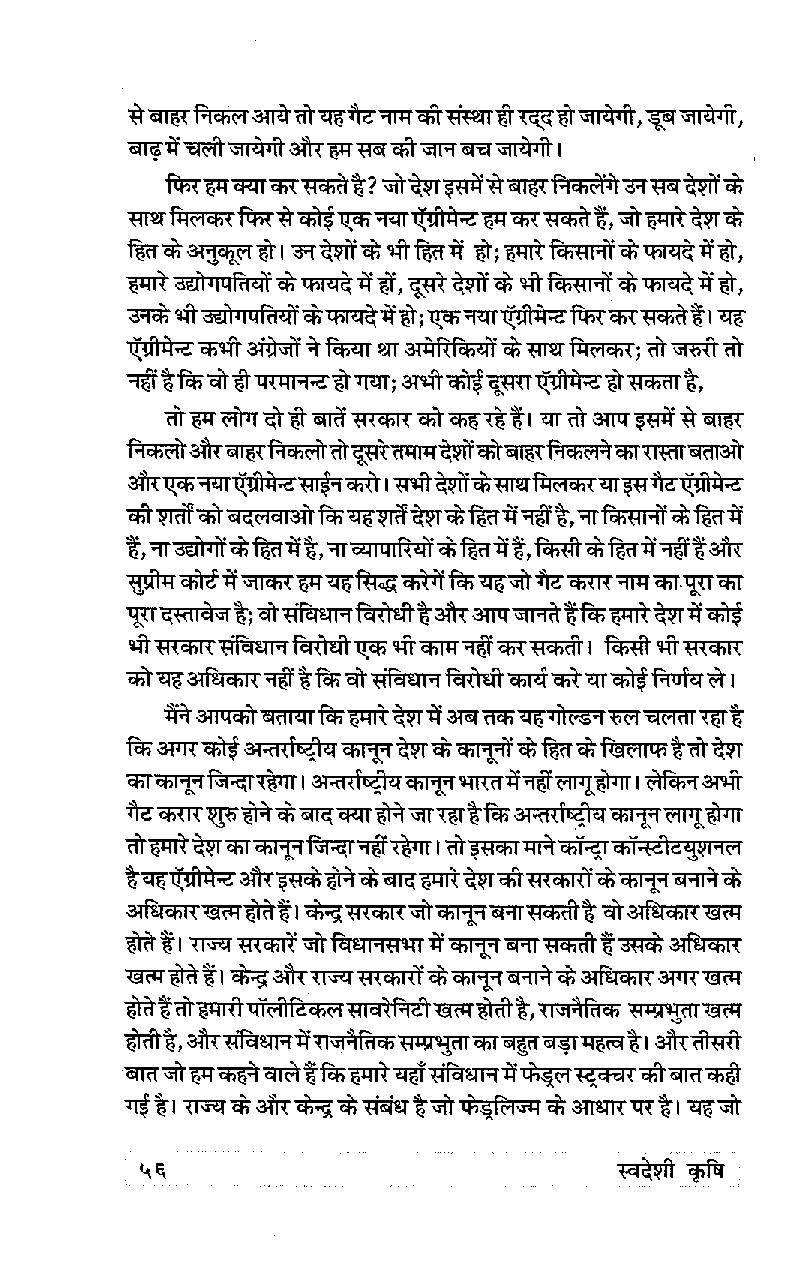 से बाहर निकल आये तो यह गैट नाम की संस्था ही रद्द हो जायेगी, डूब जायेगी,
बाढ़ में चली जायेगी और हम सब की जान बच जायेगी।
फिर हम क्या कर सकते है? जो देश इसमें से बाहर निकलेंगे उन सब देशों के
साथ मिलकर फिर से कोई एक नया ऍग्रीमेन्ट हम कर सकते हैं, जो हमारे देश के
हित के अनुकूल हो। उन देशों के भी हित में हो; हमारे किसानों के फायदे में हो,
हमारे उद्योगपतियों के फायदे में हों, दूसरे देशों के भी किसानों के फायदे में हो,
उनके भी उद्योगपतियों के फायदे में हो; एक नया ऍग्रीमेन्ट फिर कर सकते हैं। यह
ऍग्रीमेन्ट कभी अंग्रेजों ने किया था अमेरिकियों के साथ मिलकर; तो जरुरी तो
नहीं है कि वो ही परमानन्ट हो गया; अभी कोई दूसरा ऍग्रीमेन्ट हो सकता है,
तो हम लोग दो ही बातें सरकार को कह रहे हैं। या तो आप इसमें से बाहर
निकलो और बाहर निकलो तो दूसरे तमाम देशों को बाहर निकलने का रास्ता बताओ
और एक नया ऍग्रीमेन्ट साईन करो। सभी देशों के साथ मिलकर या इस गैट ऍग्रीमेन्ट
की शर्तों को बदलवाओ कि यह शर्तें देश के हित में नहीं है, ना किसानों के हित में
हैं, ना उद्योगों के हित में है, ना व्यापारियों के हित में हैं, किसी के हित में नहीं हैं और
सुप्रीम कोर्ट में जाकर हम यह सिद्ध करेगें कि यह जो गैट करार नाम का पूरा का
पूरा दस्तावेज है; वो संविधान विरोधी है और आप जानते हैं कि हमारे देश में कोई
भी सरकार संविधान विरोधी एक भी काम नहीं कर सकती। किसी भी सरकार
को यह अधिकार नहीं है कि वो संविधान विरोधी कार्य करे या कोई निर्णय ले।
मैंने आपको बताया कि हमारे देश में अब तक यह गोल्डन रुल चलता रहा है
कि अगर कोई अन्तर्राष्ट्रीय कानून देश के कानूनों के हित के खिलाफ है तो देश
का कानून जिन्दा रहेगा। अन्तर्राष्ट्रीय कानून भारत में नहीं लागू होगा। लेकिन अभी
गैट करार शुरु होने के बाद क्या होने जा रहा है कि अन्तर्राष्ट्रीय कानून लागू होगा
तो हमारे देश का कानून जिन्दा नहीं रहेगा। तो इसका माने कॉन्ट्रा कॉन्स्टीटयुशनल
है यह ऍग्रीमेन्ट और इसके होने के बाद हमारे देश की सरकारों के कानून बनाने के
अधिकार खत्म होते हैं। केन्द्र सरकार जो कानून बना सकती है वो अधिकार खत्म
होते हैं। राज्य सरकारें जो विधानसभा में कानून बना सकती हैं उसके अधिकार
खत्म होते हैं। केन्द्र और राज्य सरकारों के कानून बनाने के अधिकार अगर खत्म
होते हैं तो हमारी पॉलीटिकल सावरेनिटी खत्म होती है, राजनैतिक सम्प्रभुता खत्म
होती है, और संविधान में राजनैतिक सम्प्रभुता का बहुत बड़ा महत्व है। और तीसरी
बात जो हम कहने वाले हैं कि हमारे यहाँ संविधान में फेड्रल स्ट्रक्चर की बात कही
गई है। राज्य के और केन्द्र के संबंध है जो फेड्रलिज्म के आधार पर है। यह जो
५६ स्वदेशी कृषि